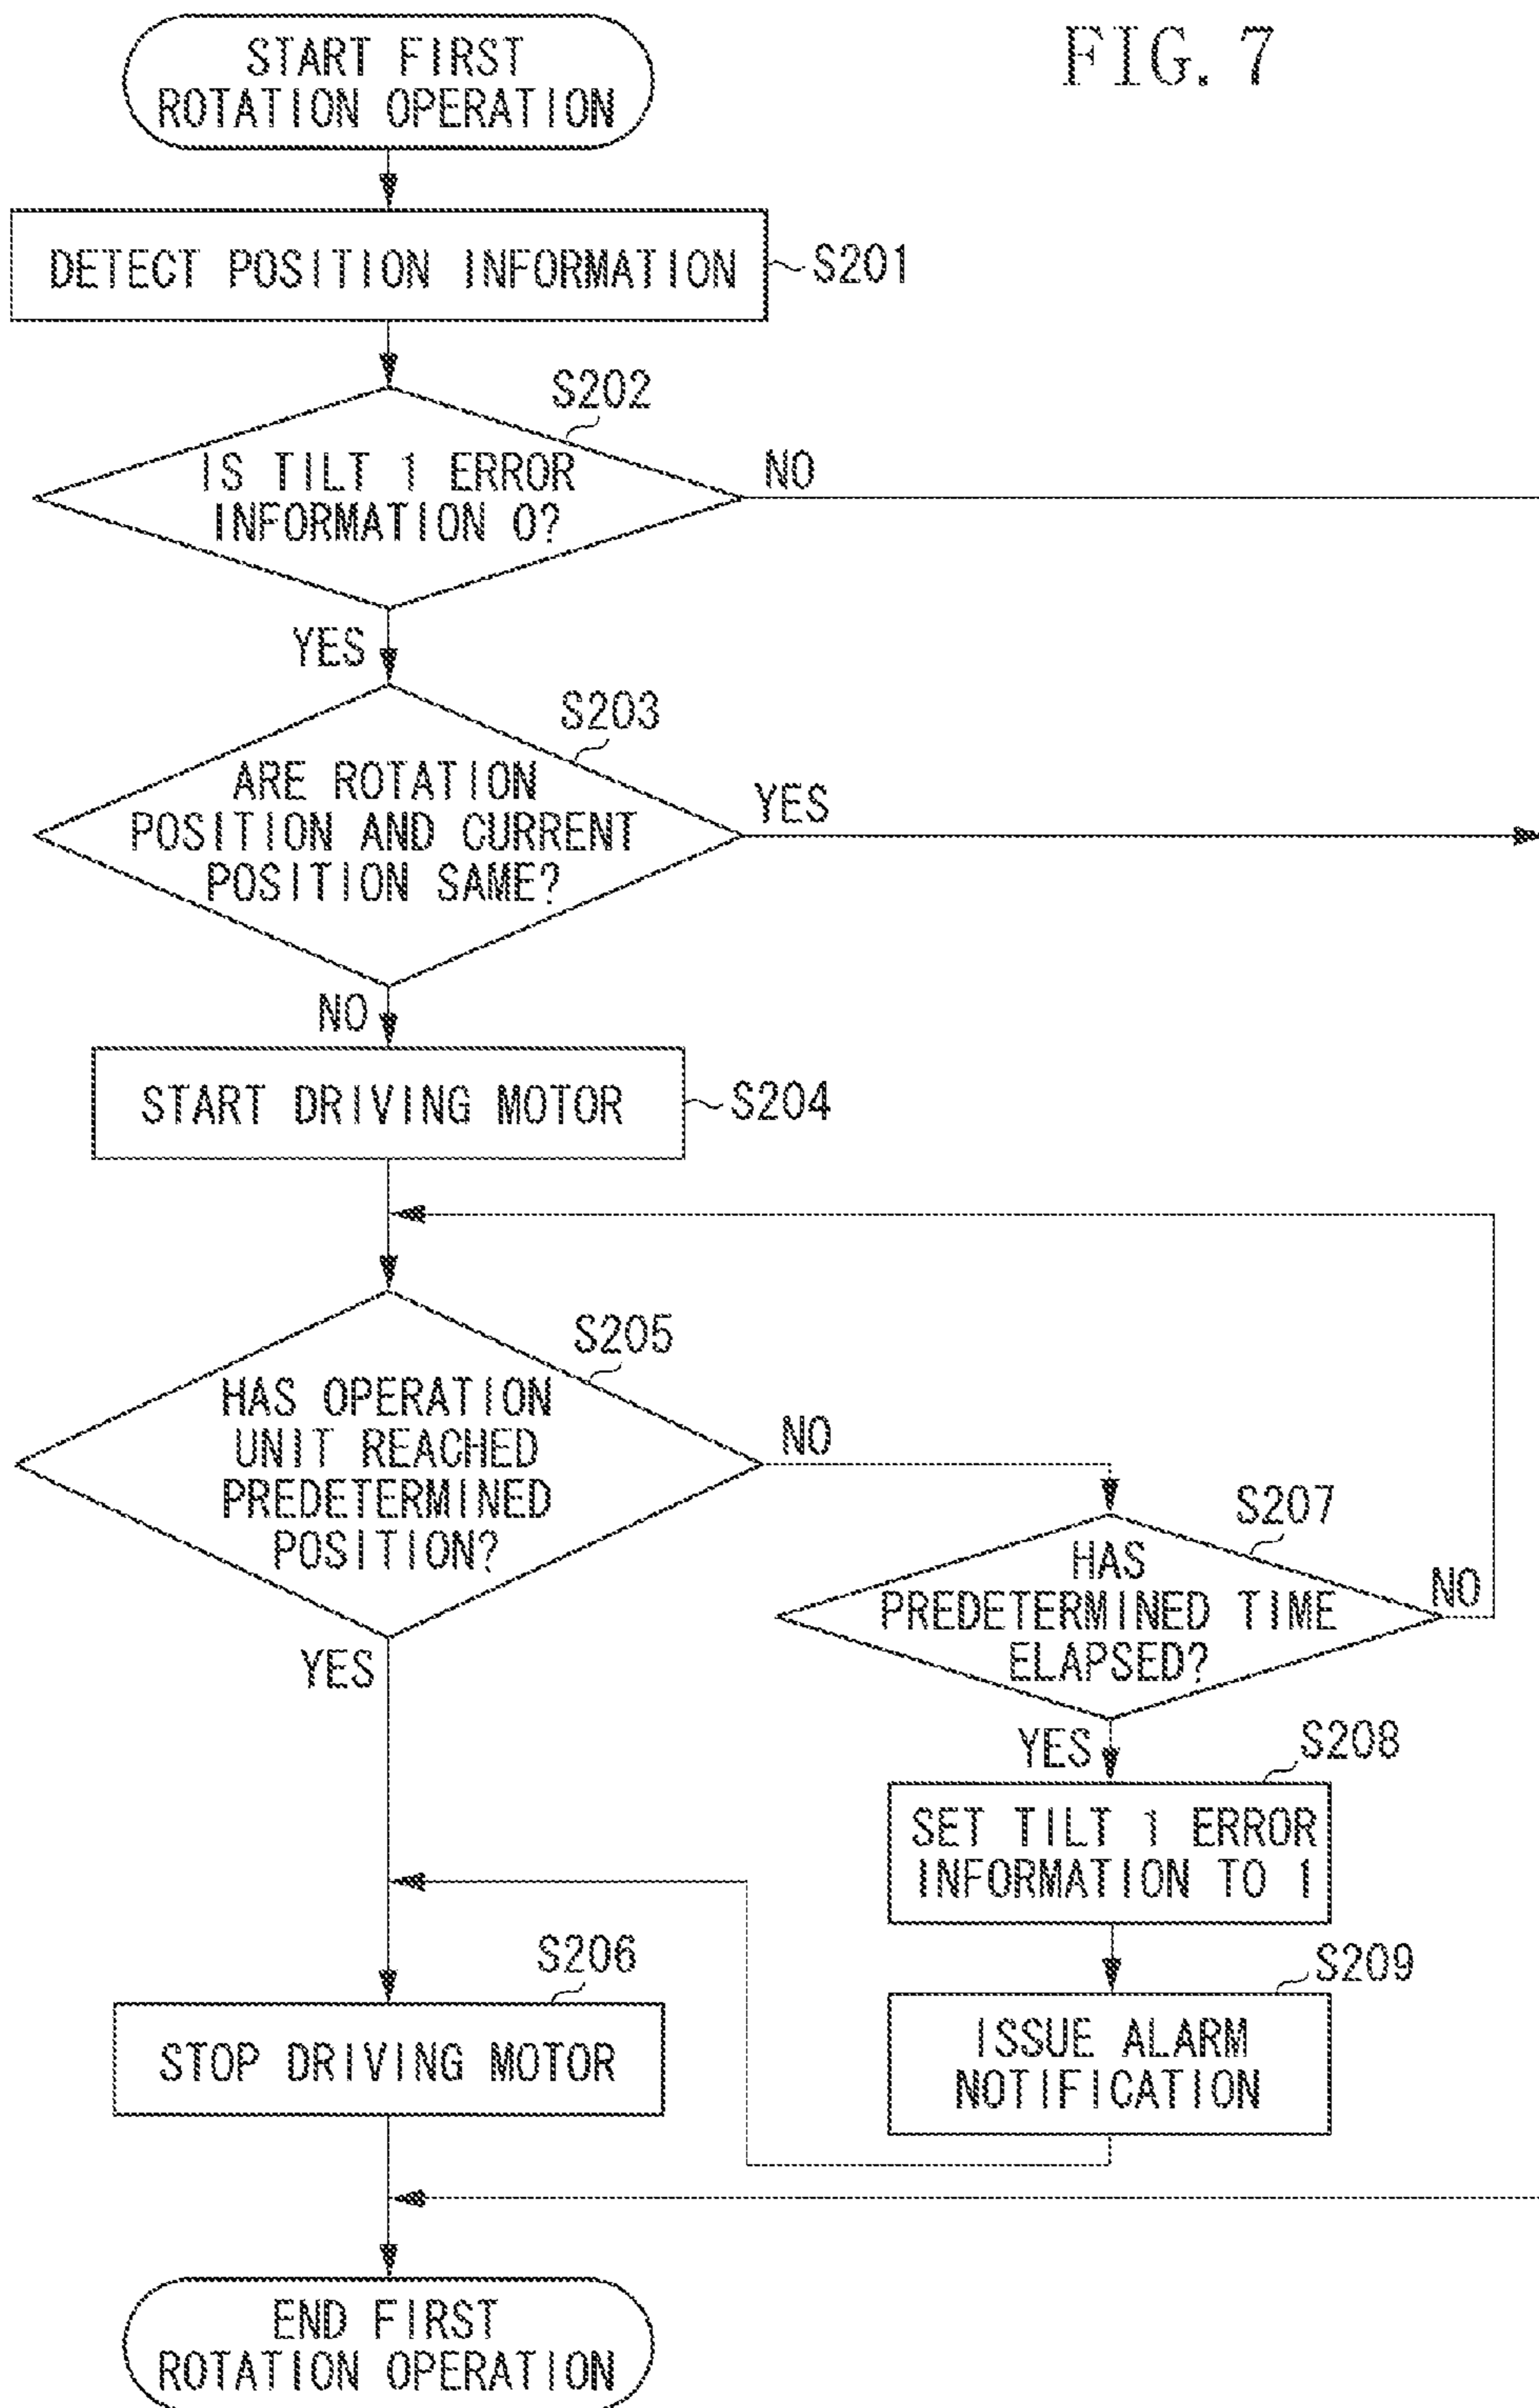 FIG. 7
START FIRST
ROTATION OPERATION
DETECT POSITION INFORMATION
S201
S202
IS TILT 1 ERROR
INFORMATION 0?
NO
YES
S203
ARE ROTATION
POSITION AND CURRENT
POSITION SAME?
YES
NO
START DRIVING MOTOR
S204
S205
HAS OPERATION
UNIT REACHED
PREDETERMINED
POSITION?
NO
YES
S207
HAS
PREDETERMINED TIME
ELAPSED?
NO
YES
S208
SET TILT 1 ERROR
INFORMATION TO 1
S206
STOP DRIVING MOTOR
S209
ISSUE ALARM
NOTIFICATION
END FIRST
ROTATION OPERATION